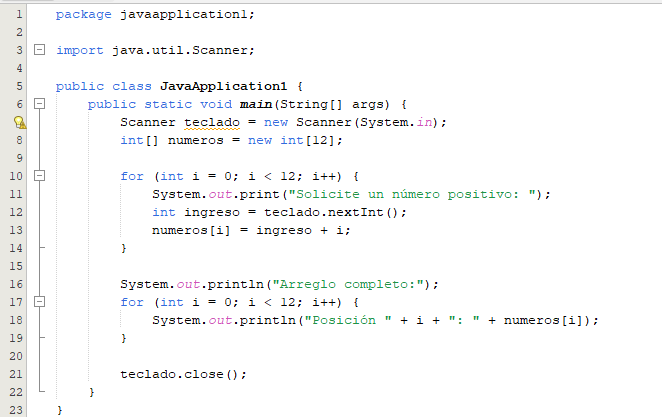 1 package javaapplication1;
2
3 import java.util.Scanner;
4
5 public class JavaApplication1 {
6 public static void main(String[] args) {
Scanner teclado = new Scanner(System.in);
8 int[] numeros = new int[12];
9
10 for (int i = 0; i < 12; i++) {
11 System.out.print("Solicite un número positivo: ");
12 int ingreso = teclado.nextInt();
13 numeros[i] = ingreso + i;
14 }
15
16 System.out.println("Arreglo completo:");
17 for (int i = 0; i < 12; i++) {
18 System.out.println("Posición " + i + ": " + numeros[i]);
19 }
20
21 teclado.close();
22 }
23 }